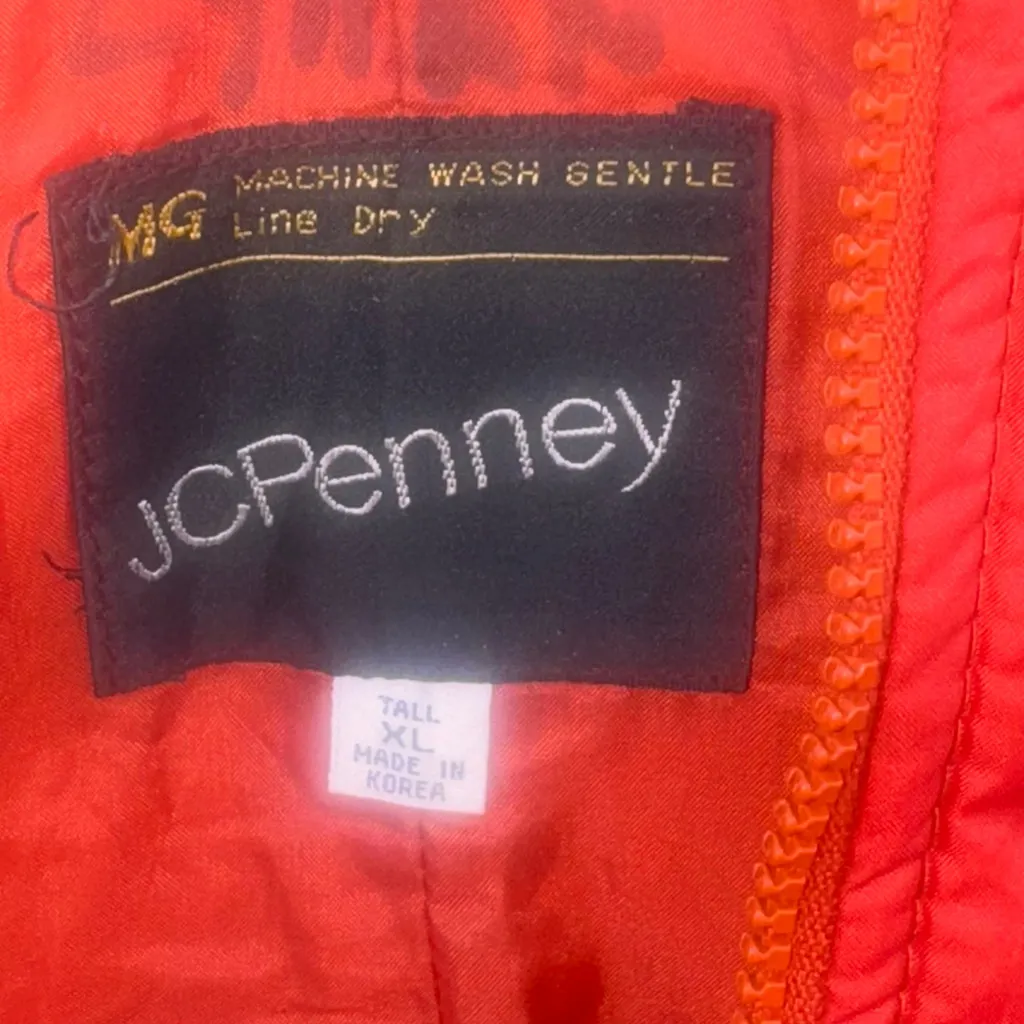 MG MACHINE WASH GENTLE
Line Dry
JCPenney
TALL
XL
MADE IN
KOREA